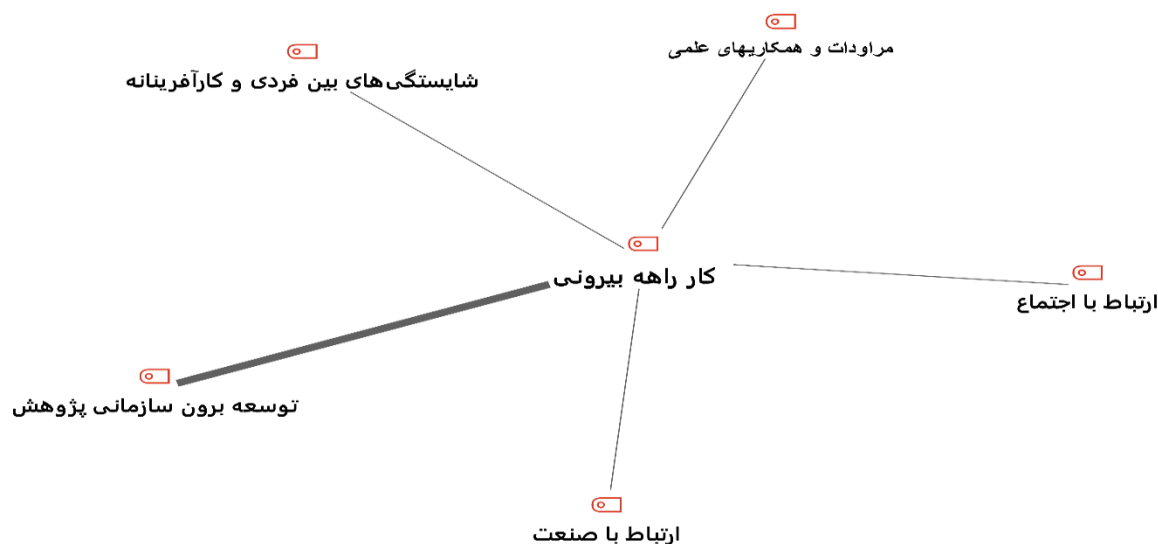 مراودات و همکاریهای علمی
شایستگی‌های بین فردی و کارآفرینانه
کار راهه بیرونی
ارتباط با اجتماع
توسعه برون سازمانی پژوهش
ارتباط با صنعت